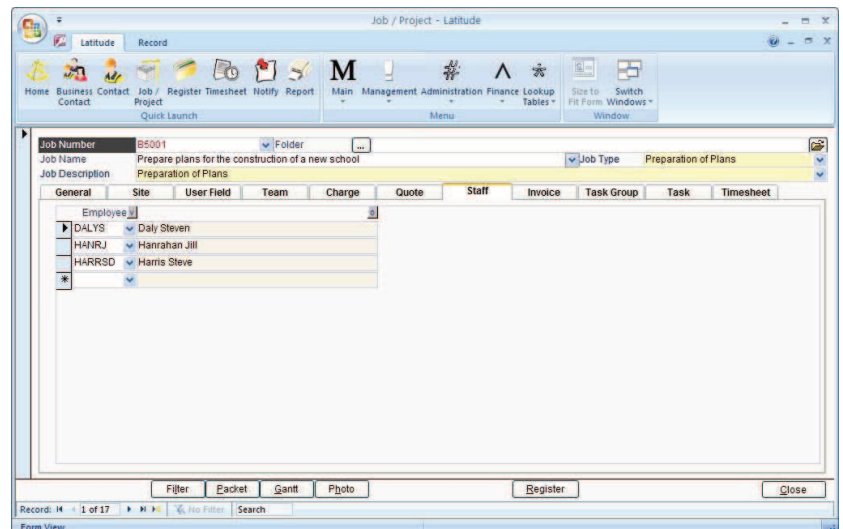 Job / Project - Latitude
Latitude Record
Home Business Contact Contact Job / Project Register Timesheet Notify Report Main Management Administration Finance Lookup Tables Size to Fit Form Switch Windows
Quick Launch Menu Window
Job Number B5001 Folder ...
Job Name Prepare plans for the construction of a new school Job Type Preparation of Plans
Job Description Preparation of Plans
General Site User Field Team Charge Quote Staff Invoice Task Group Task Timesheet
Employee V D
DALYS Daly Steven
HANRJ Hanrahan Jill
HARRSD Harris Steve
Filter Packet Gantt Photo Register Close
Record: 1 of 17 No Filter Search
Form View